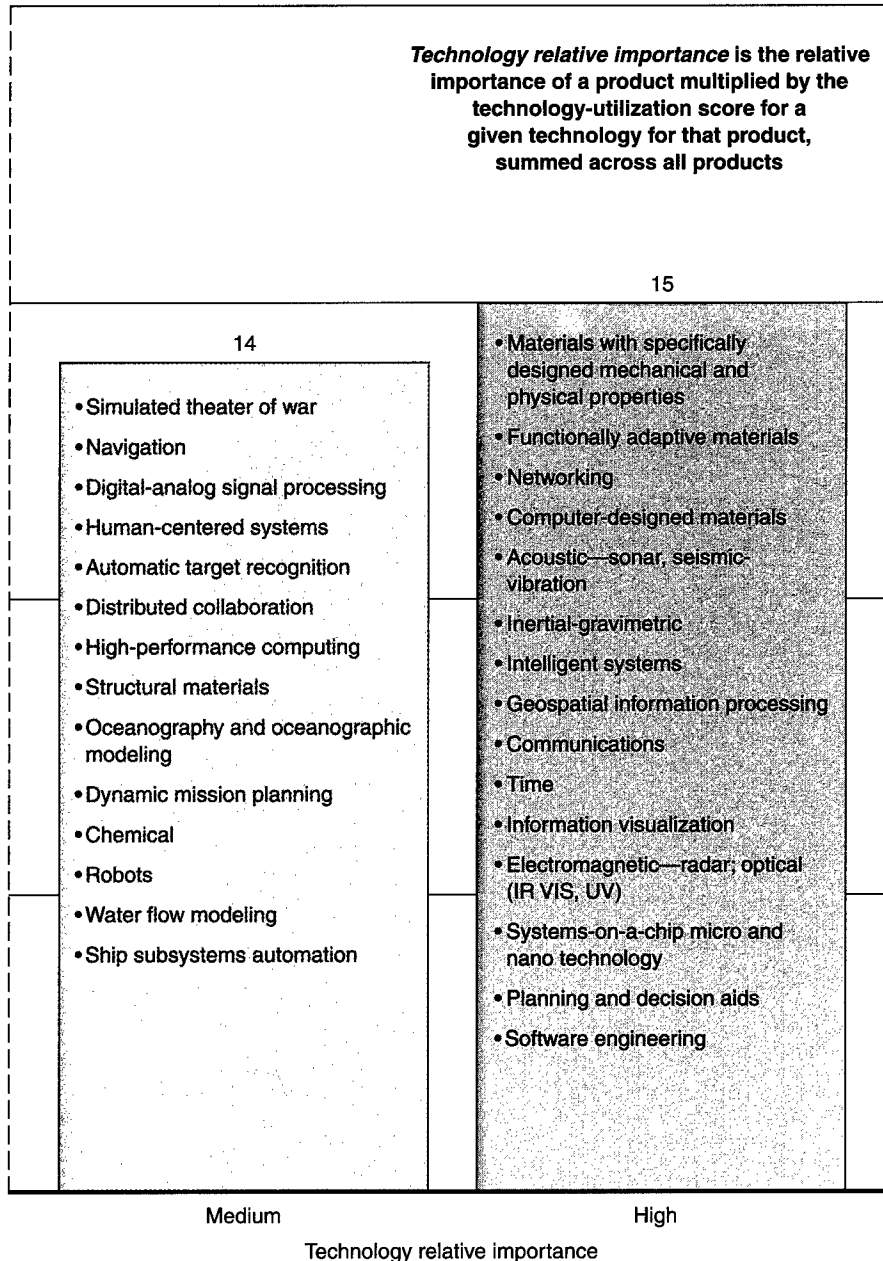 Technology relative importance is the relative
importance of a product multiplied by the
technology-utilization score for a
given technology for that product,
summed across all products
14
• Simulated theater of war
• Navigation
• Digital-analog signal processing
• Human-centered systems
• Automatic target recognition
• Distributed collaboration
• High-performance computing
• Structural materials
• Oceanography and oceanographic
modeling
• Dynamic mission planning
• Chemical
• Robots
• Water flow modeling
• Ship subsystems automation
15
• Materials with specifically
designed mechanical and
physical properties
• Functionally adaptive materials
• Networking
• Computer-designed materials
• Acoustic—sonar, seismic-
vibration
• Inertial-gravimetric
• Intelligent systems
• Geospatial information processing
• Communications
• Time
• Information visualization
• Electromagnetic—radar; optical
(IR VIS, UV)
• Systems-on-a-chip micro and
nano technology
• Planning and decision aids
• Software engineering
Medium
High
Technology relative importance